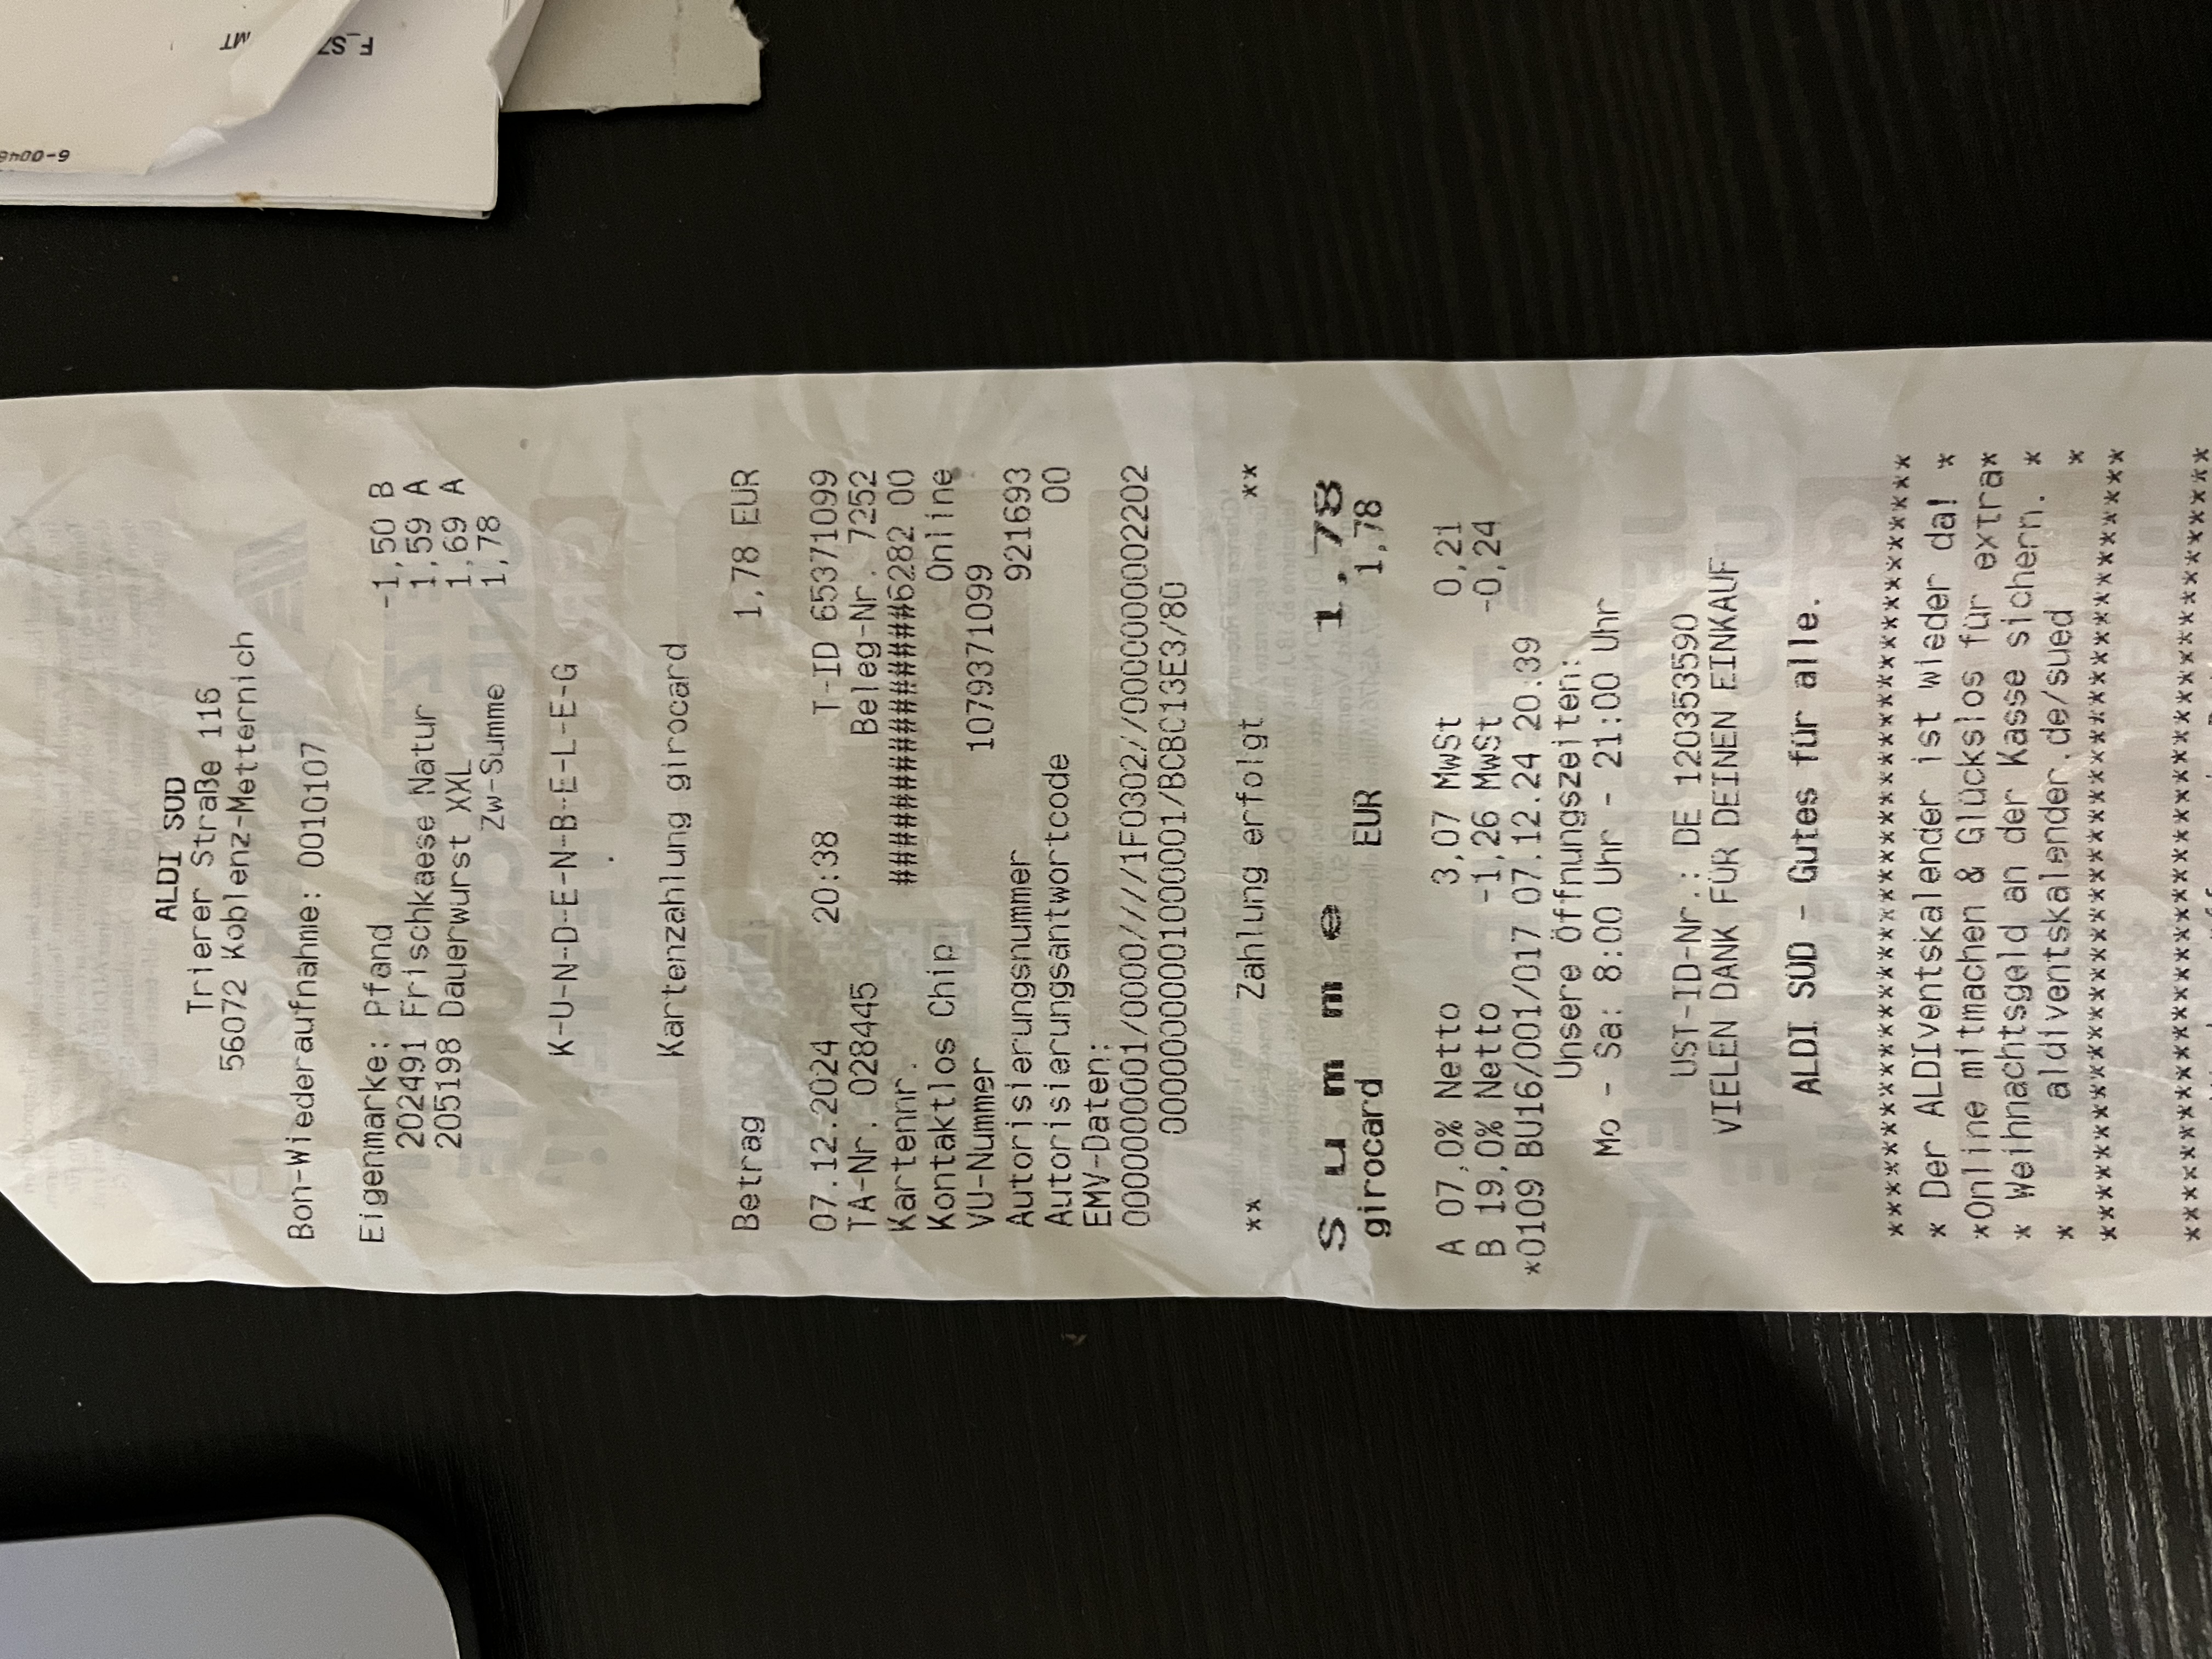 ALDI SÜD
Trierer Straße 116
56072 Koblenz-Metternich
Bon-Wiederaufnahme: 0010107
Eigenmarke: Pfand -1,50 B
202491 Frischkaese Natur 1,59 A
205198 Dauerwurst XXL 1,69 A
Zw-Summe 1,78
K-U-N-D-E-N-B-E-L-E-G
.
Kartenzahlung girocard
Betrag 1,78 EUR
07.12.2024 20:38 T-ID 65371099
TA-Nr. 028445 Beleg-Nr. 7252
Kartennr. ###############6282 00
Kontaktlos Chip Online
VU-Nummer 1079371099
Autorisierungsnummer 921693
Autorisierungsantwortcode 00
EMV-Daten:
0000000001/0000////1F0302//0000000002202
00000000001000001/BCBC13E3/80
** Zahlung erfolgt **
Summe 1,78
girocard EUR 1,78
A 07,0% Netto 3,07 MwSt 0,21
B 19,0% Netto -1,26 MwSt -0,24
*0109 BU16/001/017 07.12.24 20:39
Unsere Öffnungszeiten:
Mo - Sa: 8:00 Uhr - 21:00 Uhr
UST-ID-Nr.: DE 120353590
VIELEN DANK FÜR DEINEN EINKAUF
ALDI SÜD - Gutes für alle.
****************************************
* Der ALDIventskalender ist wieder da! *
*Online mitmachen & Glückslos für extra*
* Weihnachtsgeld an der Kasse sichern. *
* aldiventskalender.de/sued *
****************************************
****************************************
6-0046
MT